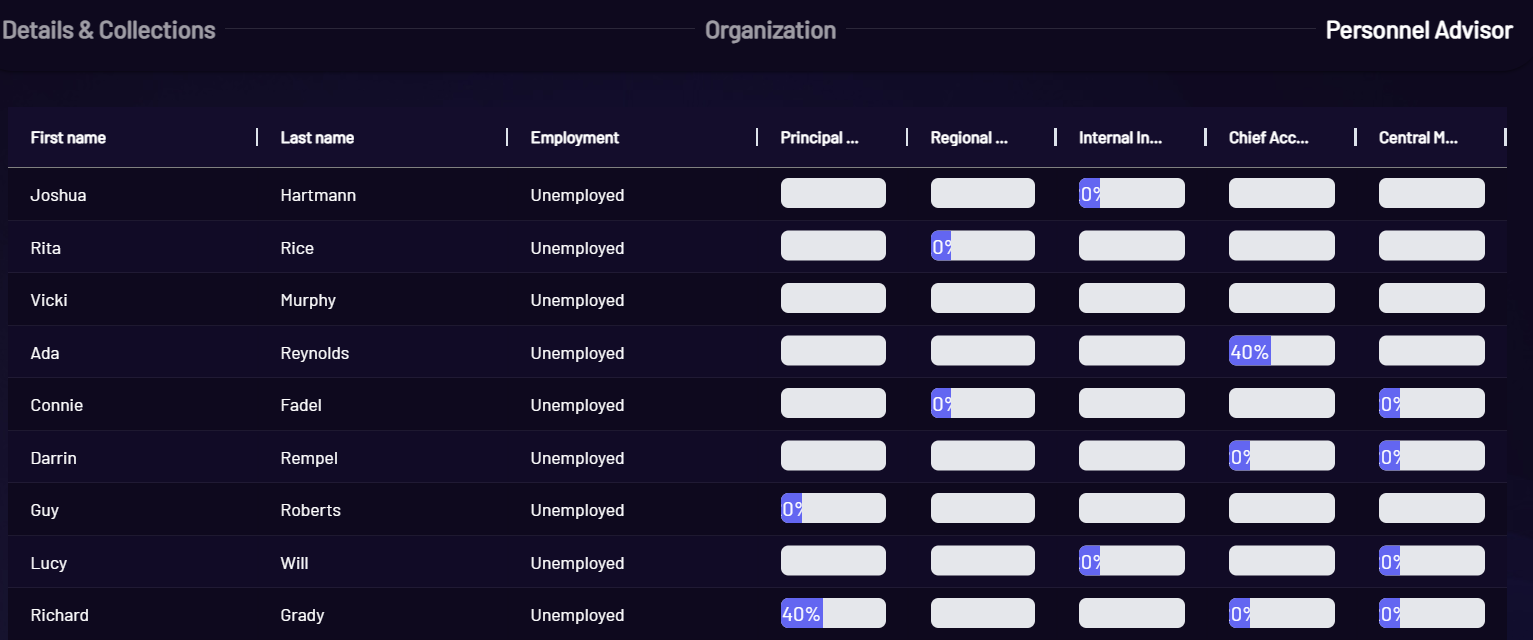 Details & Collections Organization Personnel Advisor
First name Last name Employment Principal ... Regional ... Internal In... Chief Acc... Central M...
Joshua Hartmann Unemployed 0%
Rita Rice Unemployed 0%
Vicki Murphy Unemployed
Ada Reynolds Unemployed 40%
Connie Fadel Unemployed 0% 0%
Darrin Rempel Unemployed 0% 0%
Guy Roberts Unemployed 0%
Lucy Will Unemployed 0% 0%
Richard Grady Unemployed 40% 0% 0%